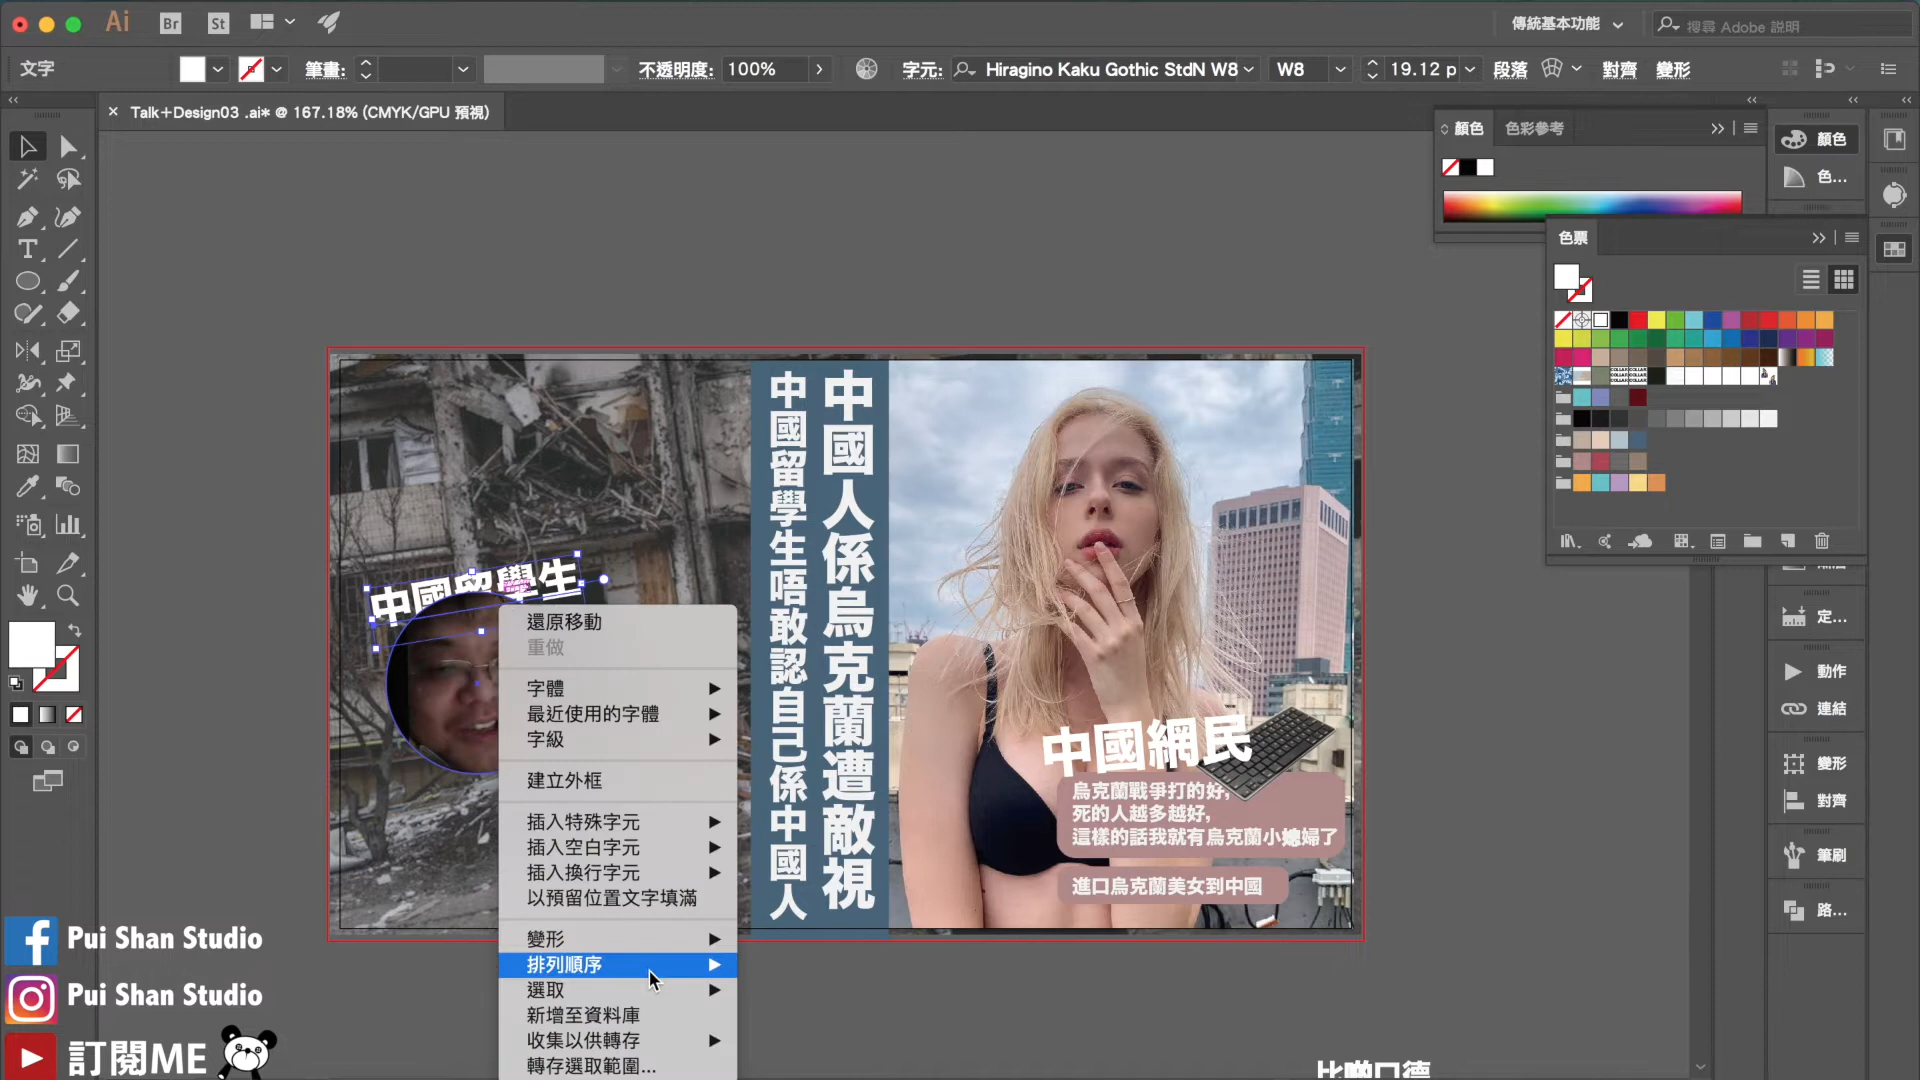 Ai
Br
St
傳統基本功能
搜尋 Adobe 説明
文字
筆畫:
不透明度:
100%
字元:
Hiragino Kaku Gothic StdN W8
W8
19.12 p
段落
對齊
變形
Talk+Design03 .ai* @ 167.18% (CMYK/GPU 預視)
顏色
色彩參考
顏色
色...
色票
定...
動作
連結
變形
對齊
筆刷
路...
中國人係烏克蘭遭敵視
中國留學生唔敢認自己係中國人
中國留學生
中國網民
烏克蘭戰爭打的好,
死的人越多越好,
這樣的話我就有烏克蘭小媳婦了
進口烏克蘭美女到中國
還原移動
重做
字體
最近使用的字體
字級
建立外框
插入特殊字元
插入空白字元
插入換行字元
以預留位置文字填滿
變形
排列順序
選取
新增至資料庫
收集以供轉存
轉存選取範圍...
Pui Shan Studio
Pui Shan Studio
訂閱ME